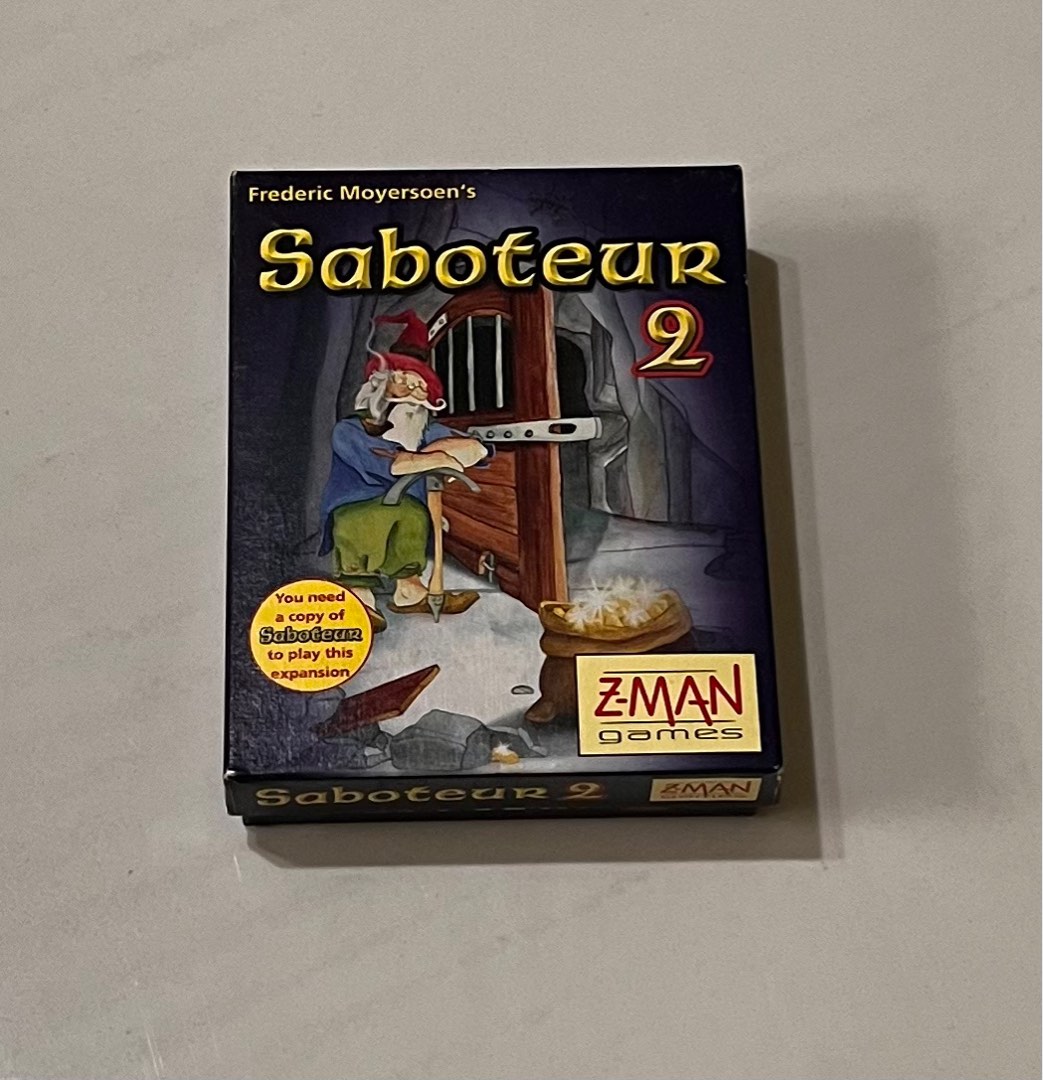 Frederic Moyersoen's
Saboteur
2
You need
a copy of
Saboteur
to play this
expansion
Z-MAN
games
Saboteur 2
Z-MAN